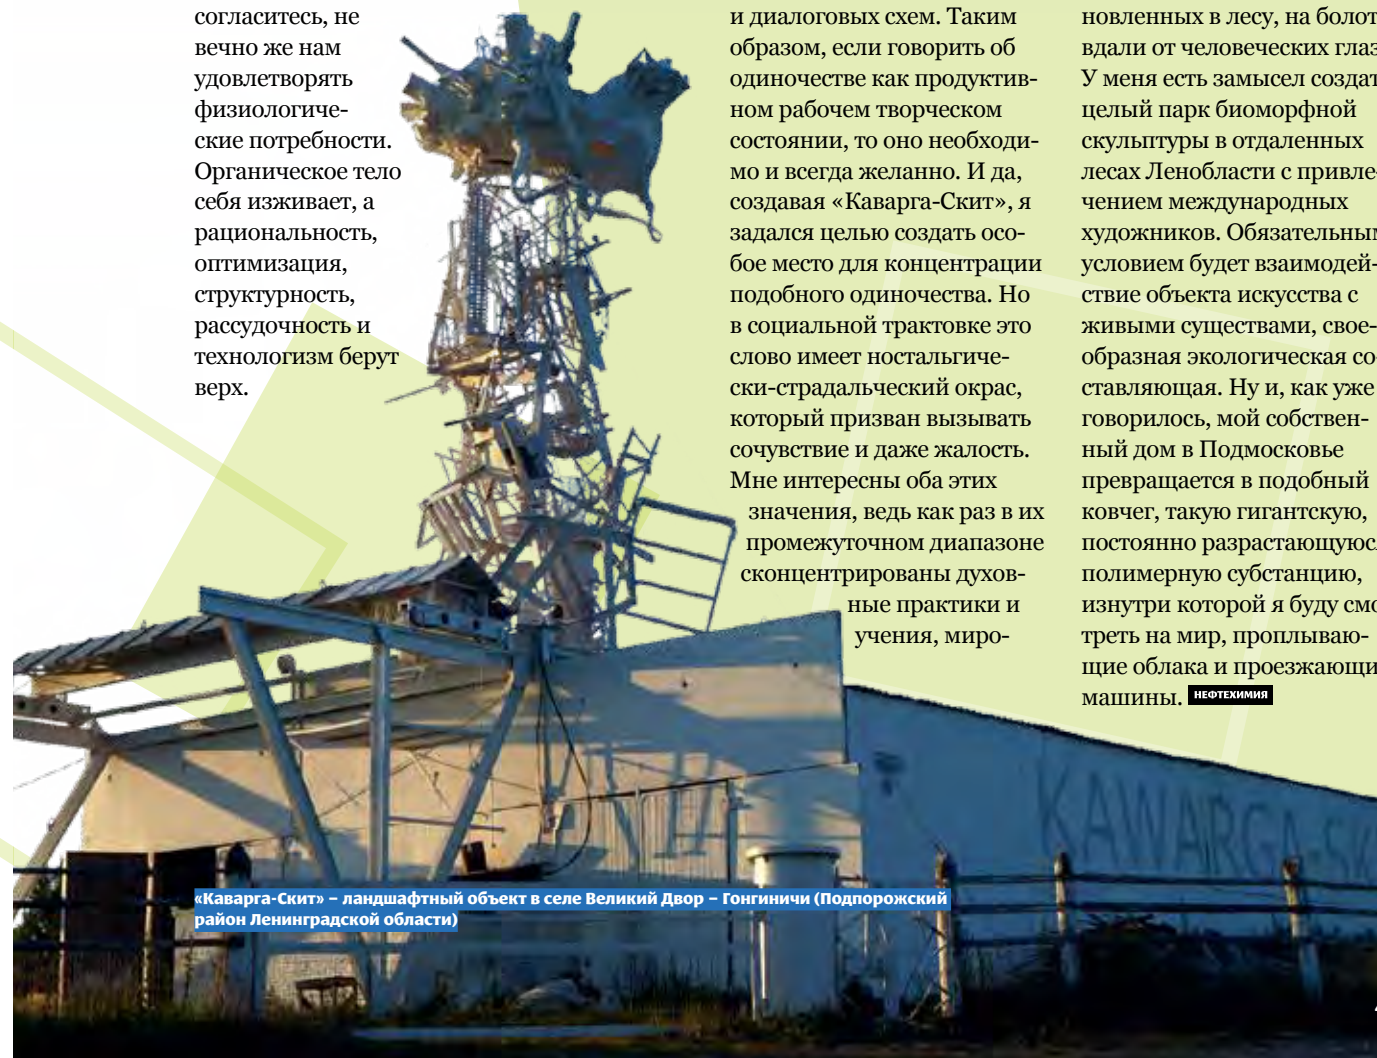 согласитесь, не
вечно же нам
удовлетворять
физиологиче-
ские потребности.
Органическое тело
себя изживает, а
рациональность,
оптимизация,
структурность,
рассудочность и
технологизм берут
верх.
и диалоговых схем. Таким
образом, если говорить об
одиночестве как продуктив-
ном рабочем творческом
состоянии, то оно необходи-
мо и всегда желанно. И да,
создавая «Каварга-Скит», я
задался целью создать осо-
бое место для концентрации
подобного одиночества. Но
в социальной трактовке это
слово имеет ностальгиче-
ски-страдальческий окрас,
который призван вызывать
сочувствие и даже жалость.
Мне интересны оба этих
значения, ведь как раз в их
промежуточном диапазоне
сконцентрированы духов-
ные практики и
учения, миро-
новленных в лесу, на болот
вдали от человеческих глаз
У меня есть замысел создат
целый парк биоморфной
скульптуры в отдаленных
лесах Ленобласти с привле-
чением международных
художников. Обязательным
условием будет взаимодей-
ствие объекта искусства с
живыми существами, свое-
образная экологическая со-
ставляющая. Ну и, как уже
говорилось, мой собствен-
ный дом в Подмосковье
превращается в подобный
ковчег, такую гигантскую,
постоянно разрастающуюся
полимерную субстанцию,
изнутри которой я буду смо
треть на мир, проплываю-
щие облака и проезжающи
машины. НЕФТЕХИМИЯ
KAWARGA-SK
«Каварга-Скит» – ландшафтный объект в селе Великий Двор – Гонгиничи (Подпорожский
район Ленинградской области)